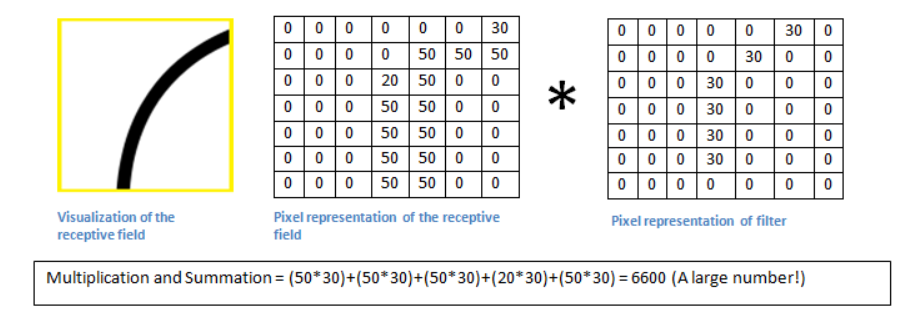 0 0 0 0 0 0 30
0 0 0 0 50 50 50
0 0 0 20 50 0 0
0 0 0 50 50 0 0
0 0 0 50 50 0 0
0 0 0 50 50 0 0
0 0 0 50 50 0 0
*
0 0 0 0 0 30 0
0 0 0 0 30 0 0
0 0 0 30 0 0 0
0 0 0 30 0 0 0
0 0 0 30 0 0 0
0 0 0 30 0 0 0
0 0 0 0 0 0 0
Visualization of the
receptive field
Pixel representation of the receptive
field
Pixel representation of filter
Multiplication and Summation = (50*30)+(50*30)+(50*30)+(20*30)+(50*30) = 6600 (A large number!)